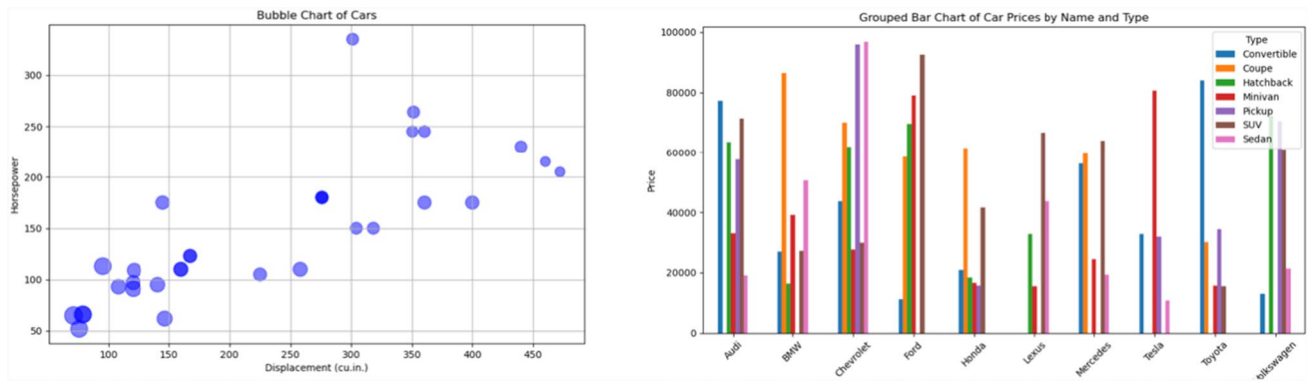 Bubble Chart of Cars
Horsepower
300
250
200
150
100
50
100 150 200 250 300 350 400 450
Displacement (cu.in.)
Grouped Bar Chart of Car Prices by Name and Type
Price
100000
80000
60000
40000
20000
0
Type
Convertible
Coupe
Hatchback
Minivan
Pickup
SUV
Sedan
Audi BMW Chevrolet Ford Honda Lexus Mercedes Tesla Toyota olkswagen